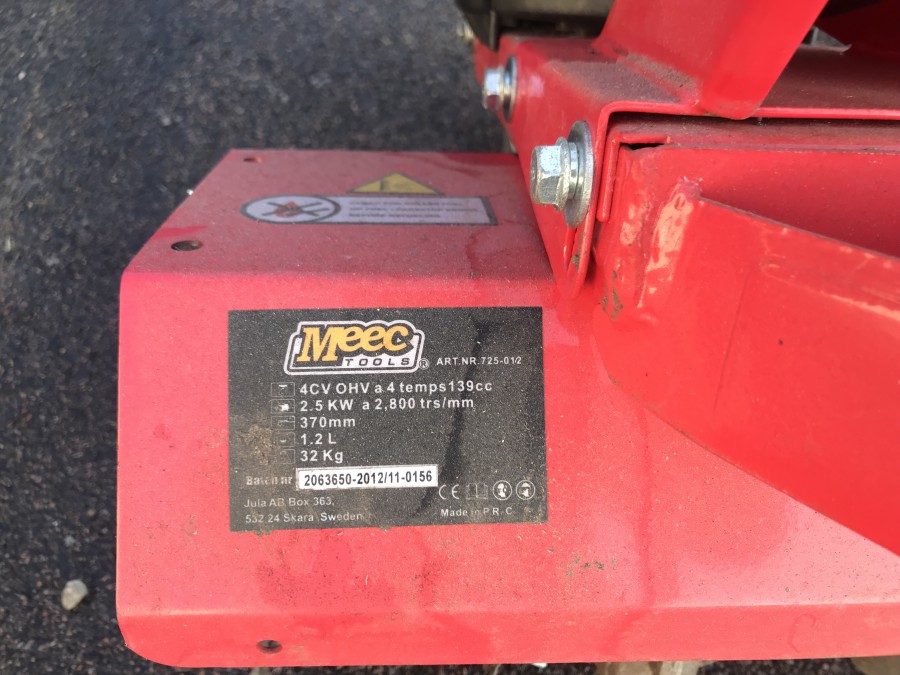 Meec
TOOLS ® ART.NR.725-012
4CV OHV a 4 temps139cc
2.5 KW a 2,800 trs/mm
370mm
1.2 L
32 Kg
Batch nr 2063650-2012/11-0156
Jula AB Box 363,
532 24 Skara Sweden
CE
Made in P R.C